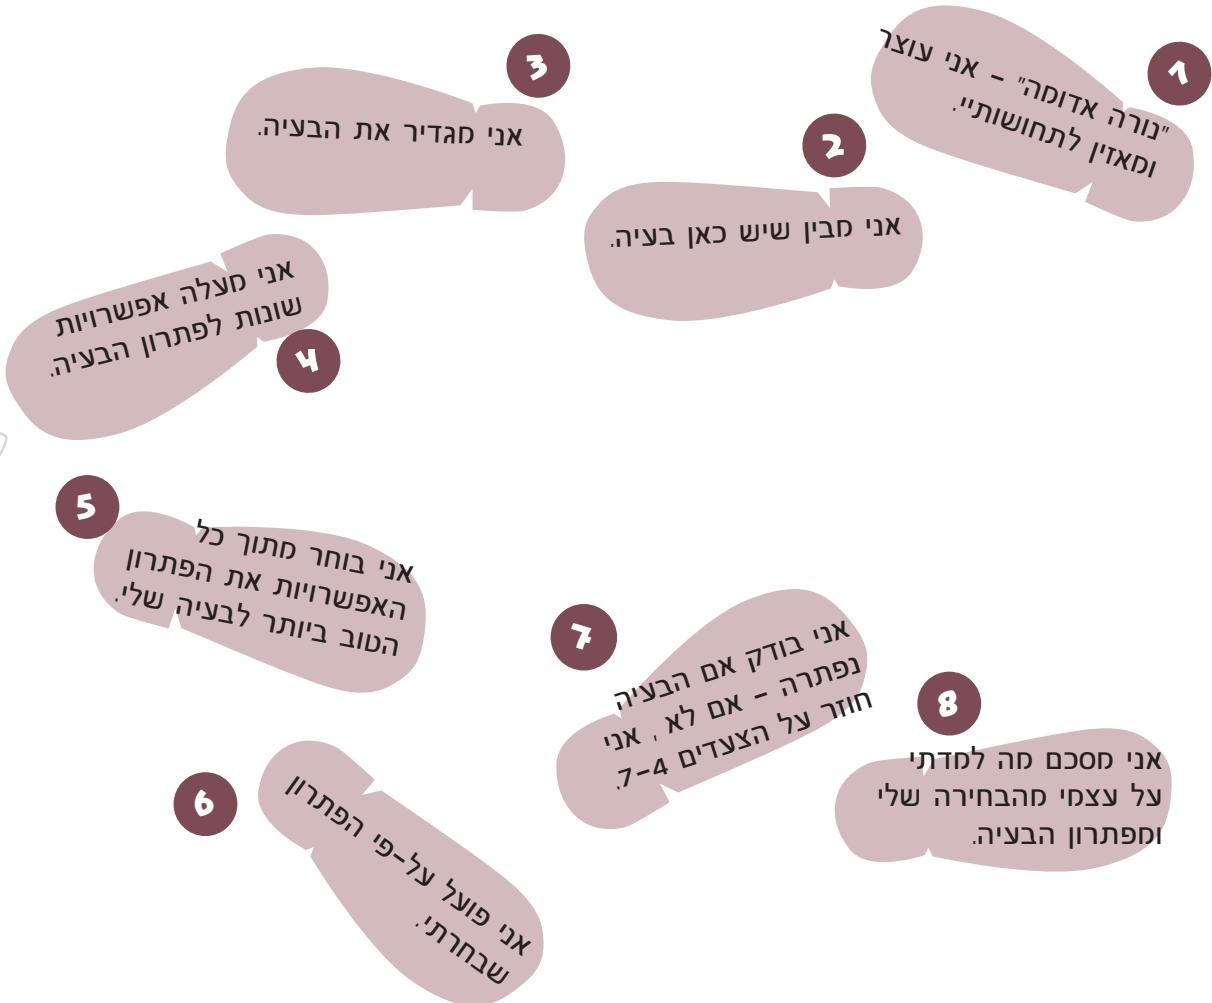 1
"נורה אדומה" – אני עוצר
ומאזין לתחושותיי.
2
אני מבין שיש כאן בעיה.
3
אני מגדיר את הבעיה.
4
אני מעלה אפשרויות
שונות לפתרון הבעיה.
5
אני בוחר מתוך כל
האפשרויות את הפתרון
הטוב ביותר לבעיה שלי.
6
אני פועל על-פי הפתרון
שבחרתי.
7
אני בודק אם הבעיה
נפתרה – אם לא , אני
חוזר על הצעדים 7-4.
8
אני מסכם מה למדתי
על עצמי מהבחירה שלי
ומפתרון הבעיה.